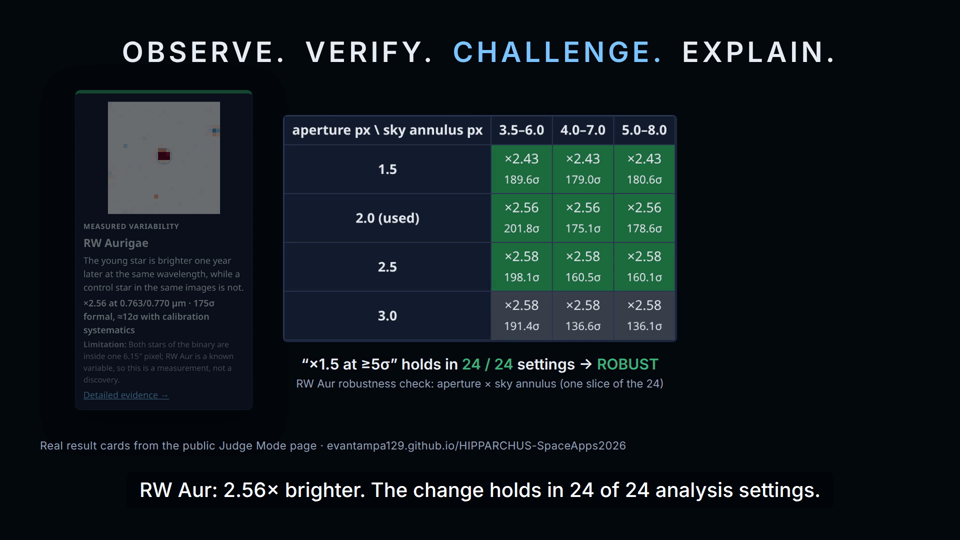 OBSERVE. VERIFY. CHALLENGE. EXPLAIN.
MEASURED VARIABILITY
RW Aurigae
The young star is brighter one year
later at the same wavelength, while a
control star in the same images is not.
×2.56 at 0.763/0.770 μm · 175σ
formal, ≈12σ with calibration
systematics
Limitation: Both stars of the binary are
inside one 6.15" pixel; RW Aur is a known
variable, so this is a measurement, not a
discovery.
Detailed evidence →
aperture px \ sky annulus px 3.5–6.0 4.0–7.0 5.0–8.0
1.5 ×2.43 ×2.43 ×2.43
189.6σ 179.0σ 180.6σ
2.0 (used) ×2.56 ×2.56 ×2.56
201.8σ 175.1σ 178.6σ
2.5 ×2.58 ×2.58 ×2.58
198.1σ 160.5σ 160.1σ
3.0 ×2.58 ×2.58 ×2.58
191.4σ 136.6σ 136.1σ
“×1.5 at ≥5σ” holds in 24 / 24 settings → ROBUST
RW Aur robustness check: aperture × sky annulus (one slice of the 24)
Real result cards from the public Judge Mode page · evantampa129.github.io/HIPPARCHUS-SpaceApps2026
RW Aur: 2.56× brighter. The change holds in 24 of 24 analysis settings.